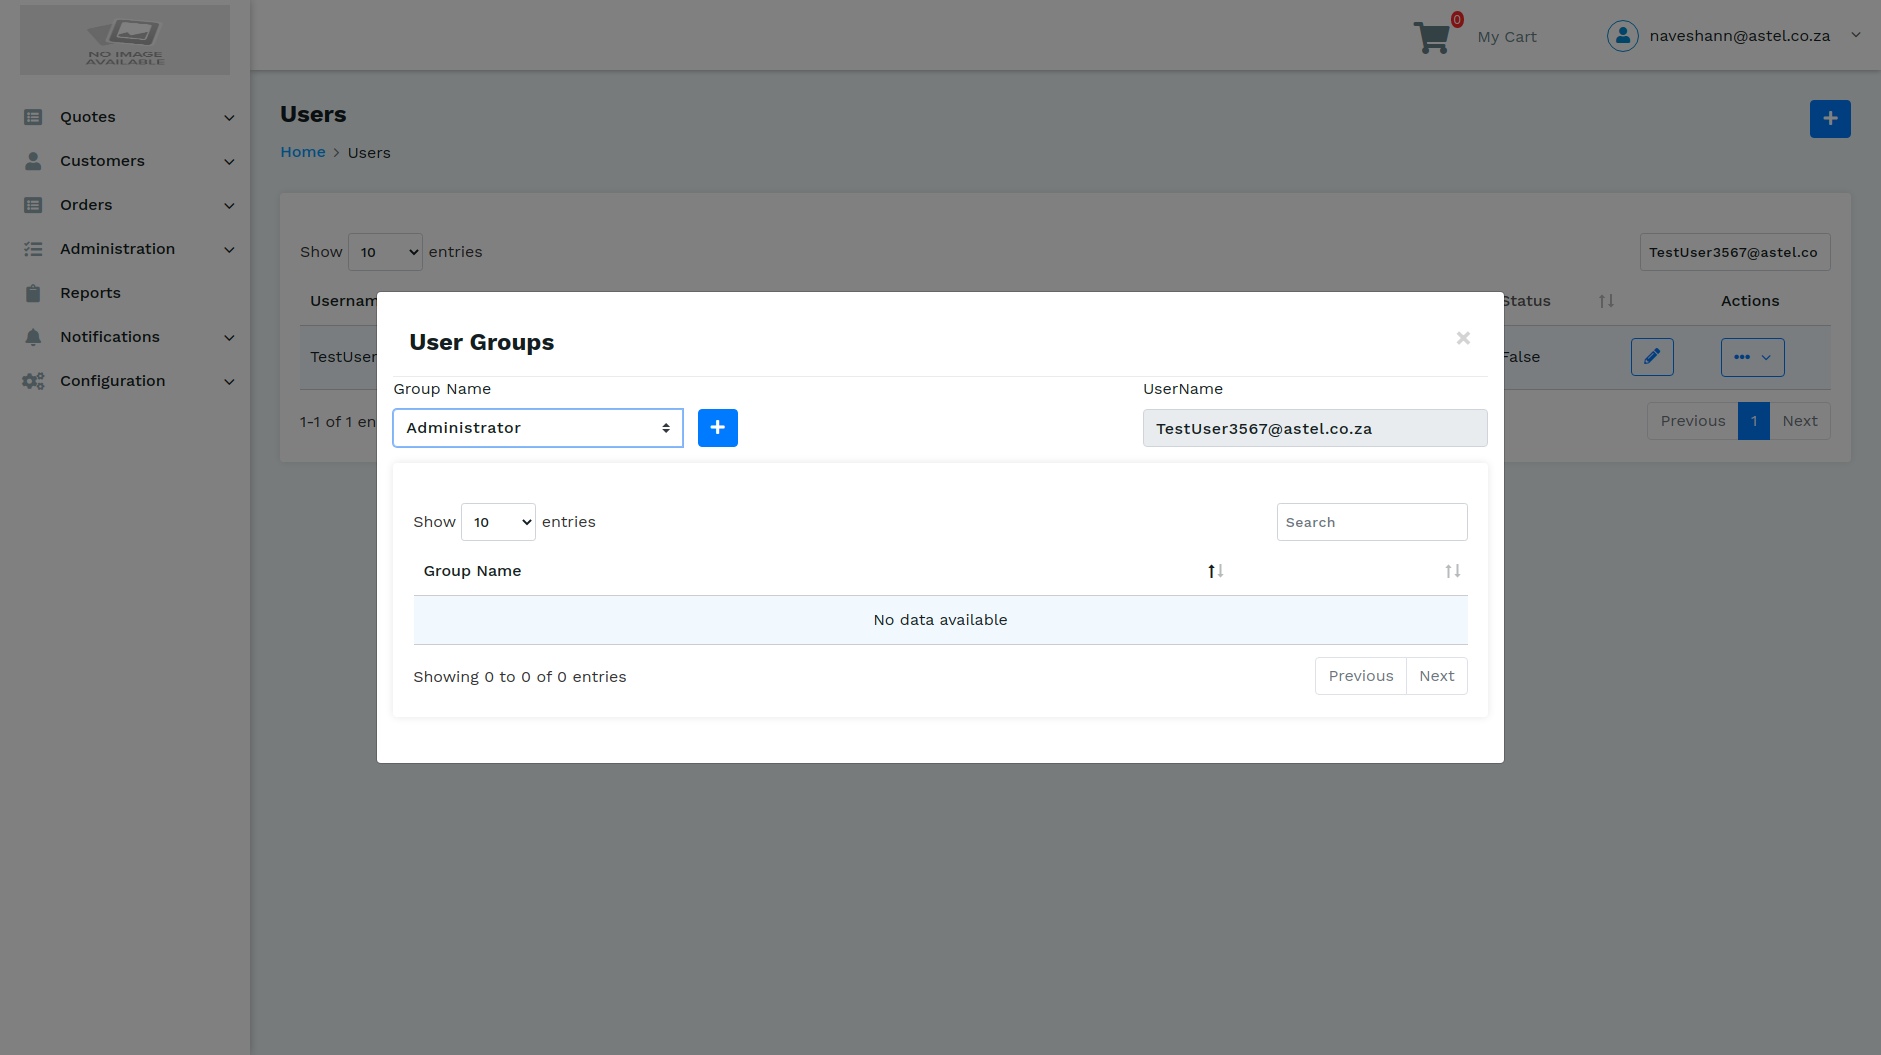 NO IMAGE
AVAILABLE
0
My Cart
naveshann@astel.co.za
Quotes
Customers
Orders
Administration
Reports
Notifications
Configuration
Users
Home > Users
Show 10 entries
TestUser3567@astel.co
Usernam
Status
Actions
TestUser
False
1-1 of 1 en
Previous 1 Next
User Groups
×
Group Name
UserName
Administrator
TestUser3567@astel.co.za
Show 10 entries
Search
Group Name
No data available
Showing 0 to 0 of 0 entries
Previous Next